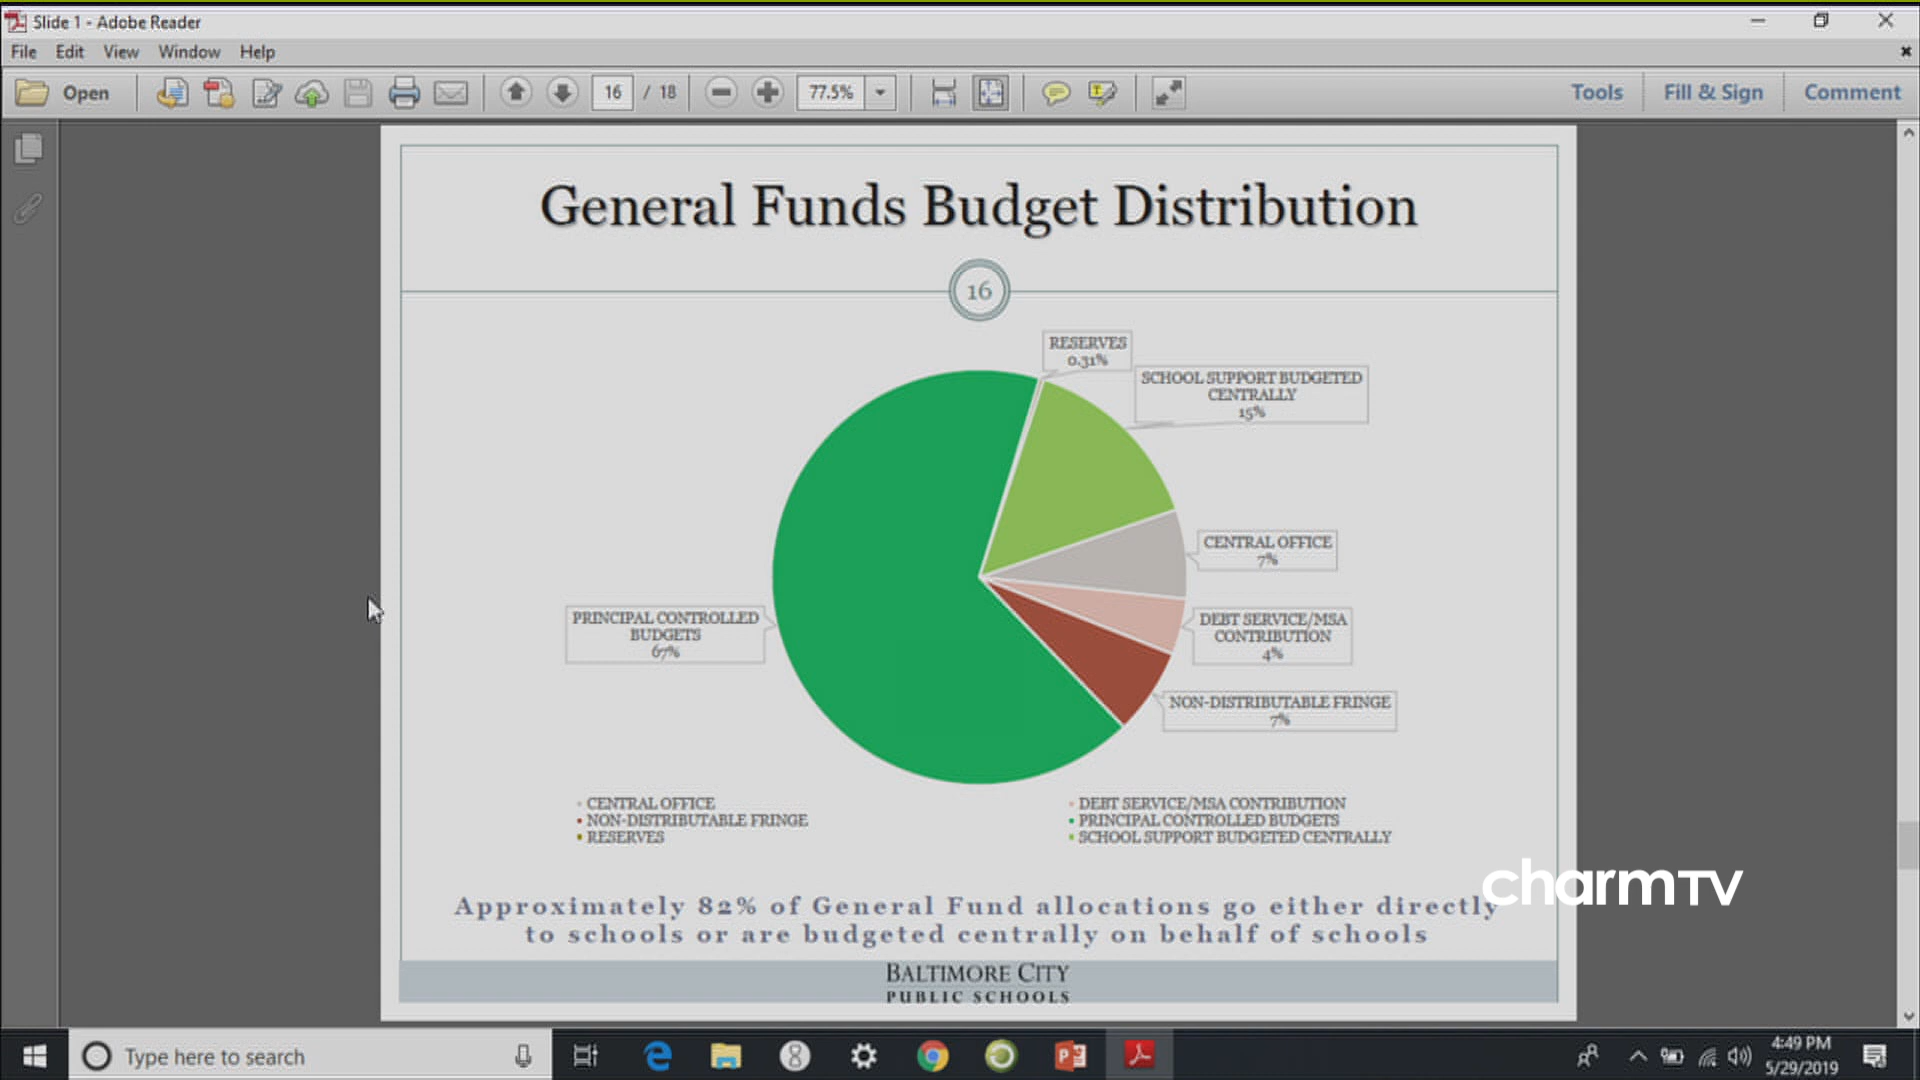 Slide 1 - Adobe Reader
File Edit View Window Help
Open 16 / 18 77.5% Tools Fill & Sign Comment
General Funds Budget Distribution
16
RESERVES
0.31%
SCHOOL SUPPORT BUDGETED
CENTRALLY
15%
CENTRAL OFFICE
7%
PRINCIPAL CONTROLLED
BUDGETS
67%
DEBT SERVICE/MSA
CONTRIBUTION
4%
NON-DISTRIBUTABLE FRINGE
7%
CENTRAL OFFICE
NON-DISTRIBUTABLE FRINGE
RESERVES
DEBT SERVICE/MSA CONTRIBUTION
PRINCIPAL CONTROLLED BUDGETS
SCHOOL SUPPORT BUDGETED CENTRALLY
charmTV
Approximately 82% of General Fund allocations go either directly
to schools or are budgeted centrally on behalf of schools
BALTIMORE CITY
PUBLIC SCHOOLS
Type here to search
4:49 PM
5/29/2019